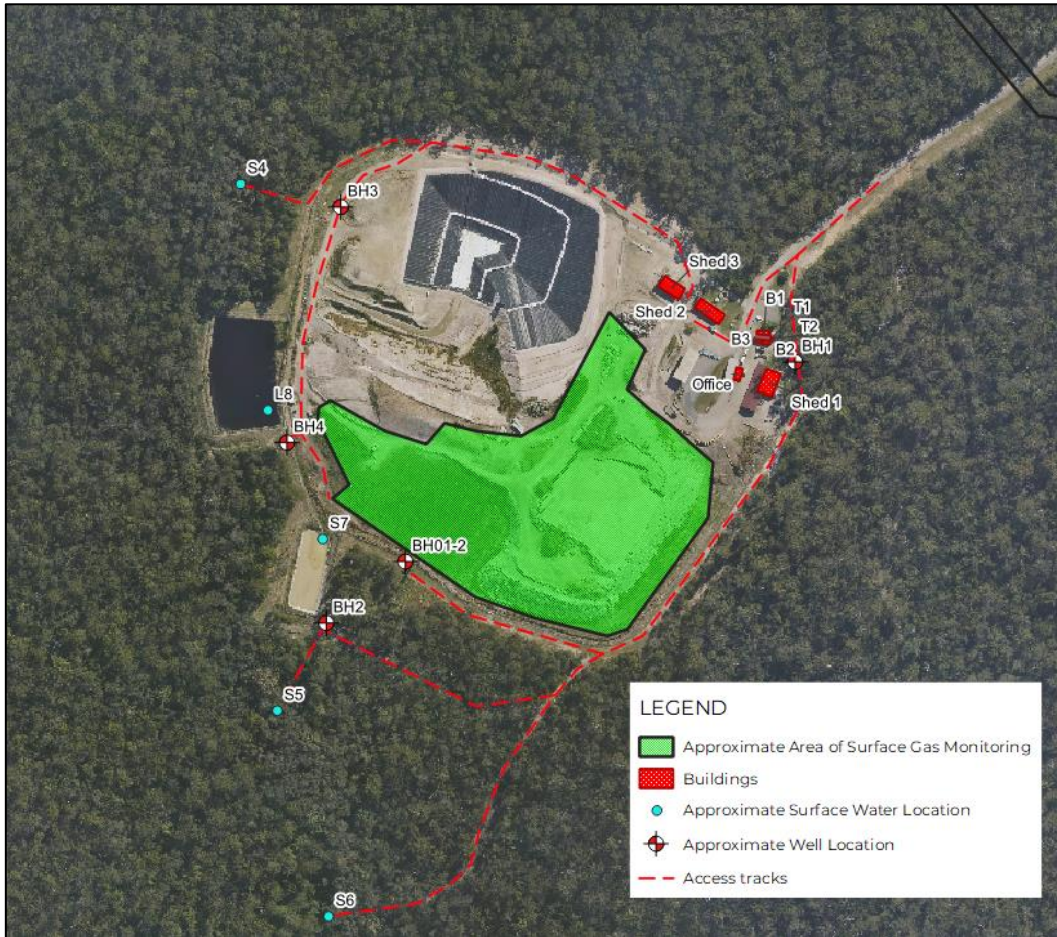 S4
BH3
Shed 3
B1
Shed 2
T1
T2
B3
BH1
B2
Office
Shed 1
L8
BH4
S7
BH01-2
BH2
S5
S6
LEGEND
Approximate Area of Surface Gas Monitoring
Buildings
Approximate Surface Water Location
Approximate Well Location
Access tracks